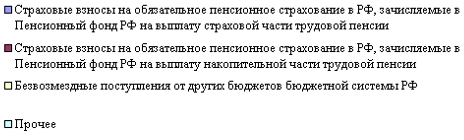 Страховые взносы на обязательное пенсионное страхование в РФ, зачисляемые в
Пенсионный фонд РФ на выплату страховой части трудовой пенсии
Страховые взносы на обязательное пенсионное страхование в РФ, зачисляемые в
Пенсионный фонд РФ на выплату накопительной части трудовой пенсии
Безвозмездные поступления от других бюджетов бюджетной системы РФ
Прочее